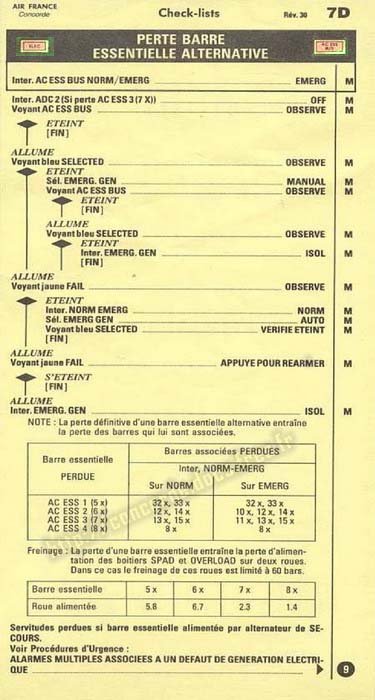 AIR FRANCE
Concorde
Check-lists
Rév. 30
7D
ELEC
PERTE BARRE
ESSENTIELLE ALTERNATIVE
AC ESS
Inter. AC ESS BUS NORM/EMERG EMERG M
Inter. ADC 2 (Si perte AC ESS 3 (7 X)) OFF M
Voyant AC ESS BUS OBSERVE M
ETEINT
[FIN]
ALLUME
Voyant bleu SELECTED OBSERVE M
ETEINT
Sél. EMERG. GEN MANUAL M
Voyant AC ESS BUS OBSERVE M
ETEINT
[FIN]
ALLUME
Voyant bleu SELECTED OBSERVE M
ETEINT
Inter. EMERG. GEN ISOL M
[FIN]
ALLUME
Voyant jaune FAIL OBSERVE M
ETEINT
Inter. NORM EMERG NORM M
Sél. EMERG GEN AUTO M
Voyant bleu SELECTED VERIFIE ETEINT M
[FIN]
ALLUME
Voyant jaune FAIL APPUYE POUR REARMER M
S'ETEINT
[FIN]
ALLUME
Inter. EMERG. GEN ISOL M
NOTE : La perte définitive d'une barre essentielle alternative entraîne
la perte des barres qui lui sont associées.
Barre essentielle
PERDUE
Barres associées PERDUES
Inter, NORM-EMERG
Sur NORM Sur EMERG
AC ESS 1 (5 x) 32 x, 33 x 32 x, 33 x
AC ESS 2 (6 x) 12 x, 14 x 10 x, 12 x, 14 x
AC ESS 3 (7 x) 13 x, 15 x 11 x, 13 x, 15 x
AC ESS 4 (8 x) 8 x 8 x
Freinage : La perte d'une barre essentielle entraîne la perte d'alimen-
tation des boitiers SPAD et OVERLOAD sur deux roues.
Dans ce cas le freinage de ces roues est limité à 60 bars.
Barre essentielle 5 x 6 x 7 x 8 x
Roue alimentée 5.8 6.7 2.3 1.4
Servitudes perdues si barre essentielle alimentée par alternateur de SE-
COURS.
Voir Procédures d'Urgence :
ALARMES MULTIPLES ASSOCIEES A UN DEFAUT DE GENERATION ELECTRI-
QUE
9